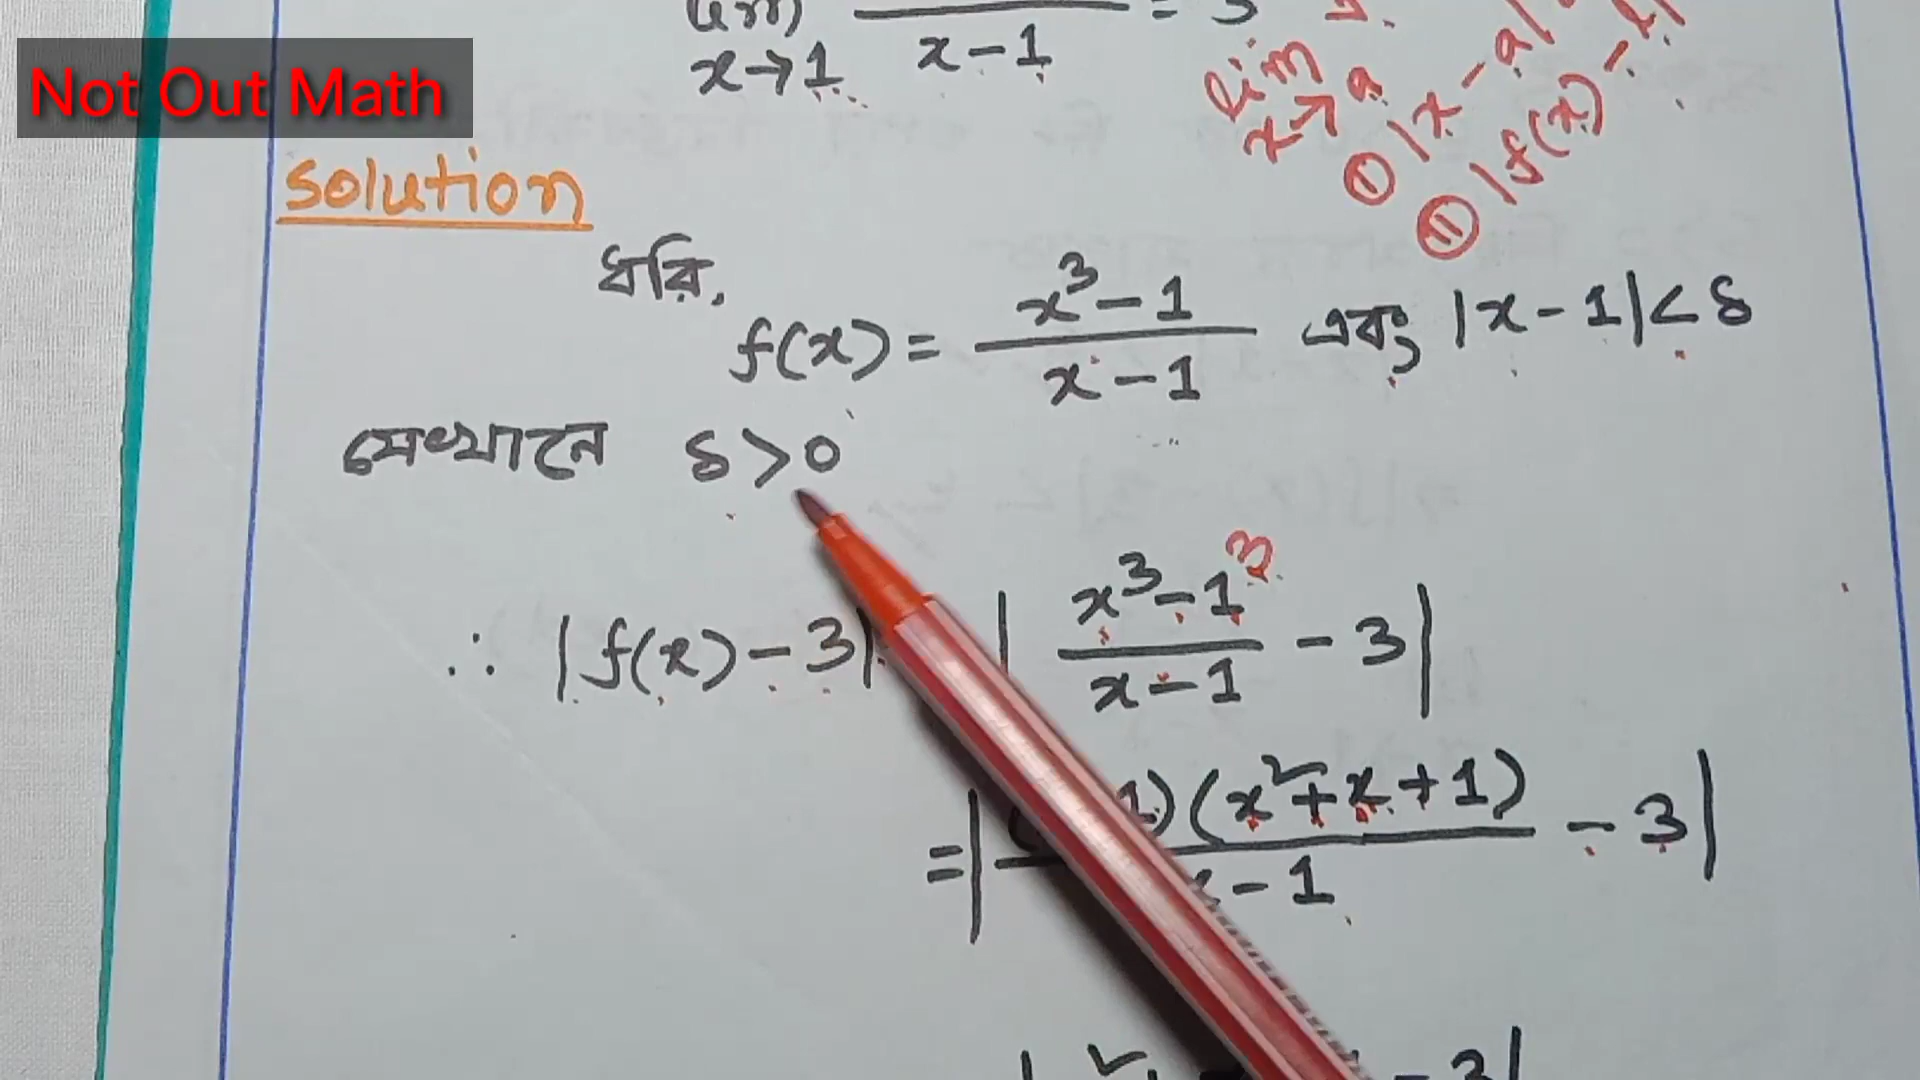 Not Out Math
lim
x→1 x-1 = 3
lim
x→a
① |x-a|
② |f(x)-
Solution
ধরি,
f(x) = x³-1 / x-1 এবং |x-1| < δ
যেখানে δ>0
∴ |f(x)-3| | x³-1³ / x-1 - 3|
=| 1)(x²+x+1) / x-1 - 3|